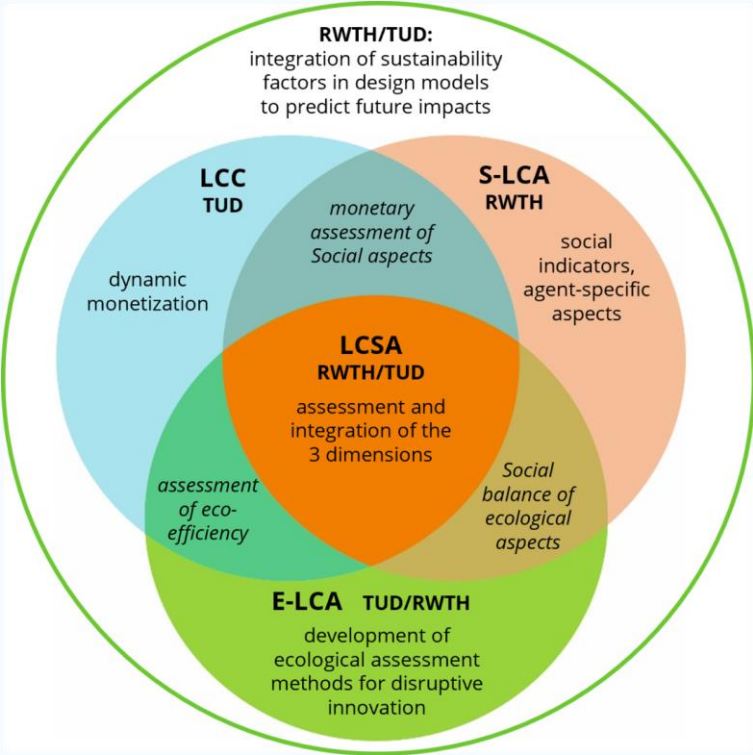 RWTH/TUD:
integration of sustainability
factors in design models
to predict future impacts
LCC
TUD
dynamic
monetization
monetary
assessment of
Social aspects
S-LCA
RWTH
social
indicators,
agent-specific
aspects
LCSA
RWTH/TUD
assessment and
integration of the
3 dimensions
assessment
of eco-
efficiency
Social
balance of
ecological
aspects
E-LCA TUD/RWTH
development of
ecological assessment
methods for disruptive
innovation